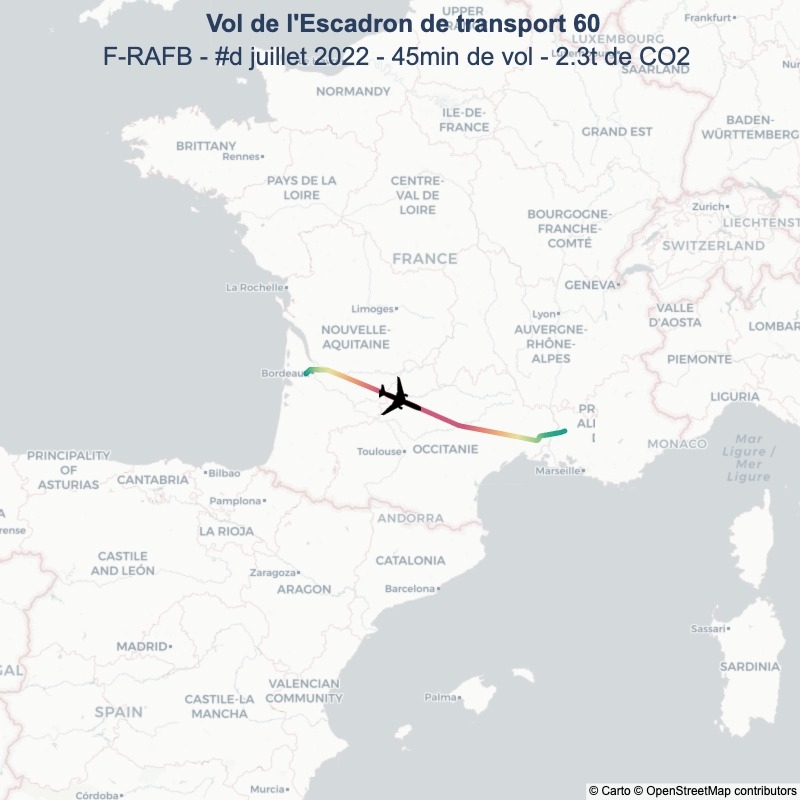 Vol de l'Escadron de transport 60
F-RAFB - #d juillet 2022 - 45min de vol - 2.3t de CO2
UPPER
Frankfurt
LUXEMBOURG
SAARLAND
NORMANDY
ILE-DE-
FRANCE
GRAND EST
BADEN-
WÜRTTEMBERG
BRITTANY
Rennes
PAYS DE LA
LOIRE
CENTRE-
VAL DE
LOIRE
BOURGOGNE-
FRANCHE-
COMTÉ
Zurich
LIECHTENST
SWITZERLAND
FRANCE
GENEVA
La Rochelle
Limoges
Lyon
VALLE
D'AOSTA
NOUVELLE-
AQUITAINE
AUVERGNE-
RHÔNE-
ALPES
LOMBAR
PIEMONTE
Bordeau
LIGURIA
PR
AL
Toulouse
OCCITANIE
MONACO
Mar
Ligure /
Mer
Ligure
Marseille
PRINCIPALITY
OF
ASTURIAS
CANTABRIA
Bilbao
Pamplona
ANDORRA
LA RIOJA
CASTILE
AND LEÓN
Zaragoza
ARAGON
CATALONIA
Barcelona
MADRID
Sassari
SARDINIA
VALENCIAN
COMMUNITY
CASTILE-LA
MANCHA
Palma
SPAIN
Córdoba
Murcia
© Carto © OpenStreetMap contributors